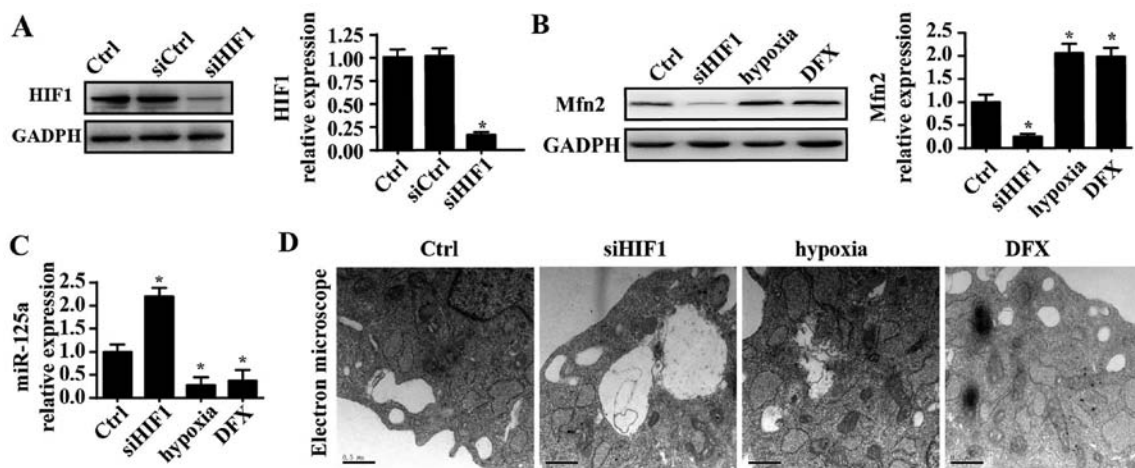 A
Ctrl
siCtrl
siHIF1
HIF1
GADPH
HIF1
relative expression
1.25
1.00
0.75
0.50
0.25
0.00
*
Ctrl
siCtrl
siHIF1
B
Ctrl
siHIF1
hypoxia
DFX
Mfn2
GADPH
Mfn2
relative expression
2.5
2.0
1.5
1.0
0.5
0.0
*
*
*
Ctrl
siHIF1
hypoxia
DFX
C
miR-125a
relative expression
2.5
2.0
1.5
1.0
0.5
0.0
*
*
*
Ctrl
siHIF1
hypoxia
DFX
D
Ctrl
siHIF1
hypoxia
DFX
Electron microscope